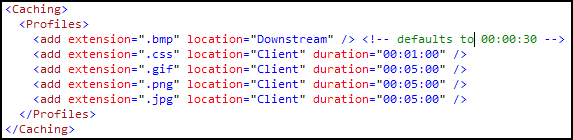 <Caching>
<Profiles>
<add extension=".bmp" location="Downstream" /> <!-- defaults to 00:00:30 -->
<add extension=".css" location="Client" duration="00:01:00" />
<add extension=".gif" location="Client" duration="00:05:00" />
<add extension=".png" location="Client" duration="00:05:00" />
<add extension=".jpg" location="Client" duration="00:05:00" />
</Profiles>
</Caching>